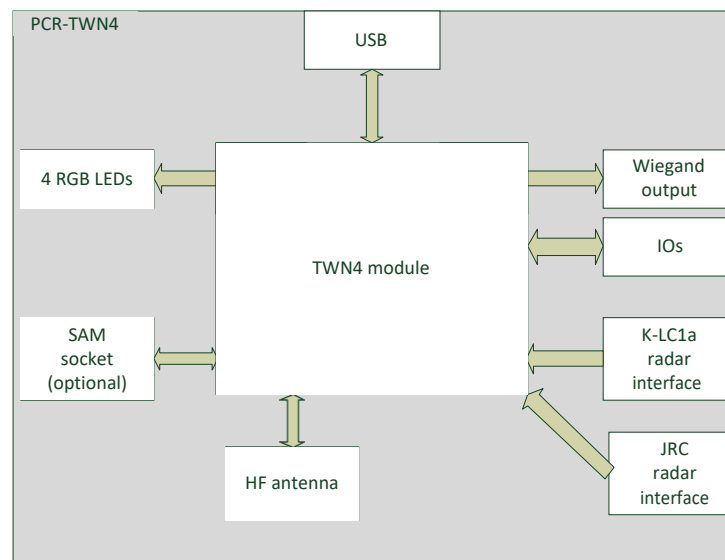 PCR-TWN4
USB
4 RGB LEDs
Wiegand
output
TWN4 module
IOs
SAM
socket
(optional)
K-LC1a
radar
interface
HF antenna
JRC
radar
interface